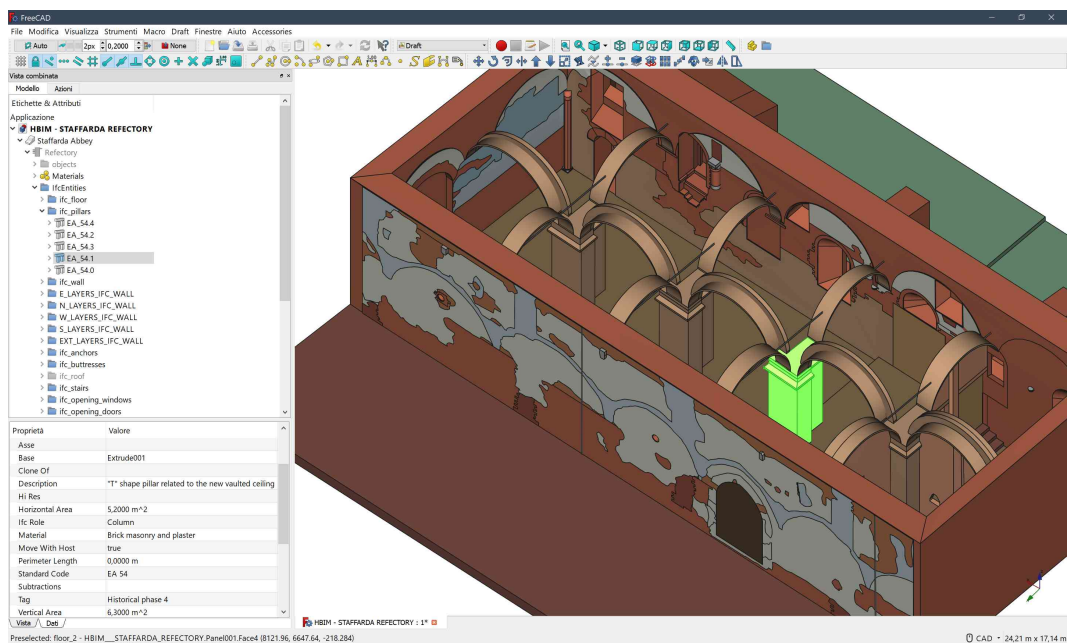 FreeCAD
File Modifica Visualizza Strumenti Macro Draft Finestre Aiuto Accessories
Auto 2px 0,2000 None Draft
Vista combinata
Modello Azioni
Etichette & Attributi
Applicazione
HBIM - STAFFARDA REFECTORY
Staffarda Abbey
Refectory
objects
Materials
IfcEntities
ifc_floor
ifc_pillars
EA_54.4
EA_54.2
EA_54.3
EA_54.1
EA_54.0
ifc_wall
E_LAYERS_IFC_WALL
N_LAYERS_IFC_WALL
W_LAYERS_IFC_WALL
S_LAYERS_IFC_WALL
EXT_LAYERS_IFC_WALL
ifc_anchors
ifc_buttresses
ifc_roof
ifc_stairs
ifc_opening_windows
ifc_opening_doors
Proprietà Valore
Asse
Base Extrude001
Clone Of
Description "T" shape pillar related to the new vaulted ceiling
Hi Res
Horizontal Area 5,2000 m^2
Ifc Role Column
Material Brick masonry and plaster
Move With Host true
Perimeter Length 0,0000 m
Standard Code EA 54
Subtractions
Tag Historical phase 4
Vertical Area 6,3000 m^2
Vista Dati
HBIM - STAFFARDA REFECTORY : 1*
Preselected: floor_2 - HBIM___STAFFARDA_REFECTORY.Panel001.Face4 (8121.96, 6647.64, -218.284)
CAD 24,21 m x 17,14 m